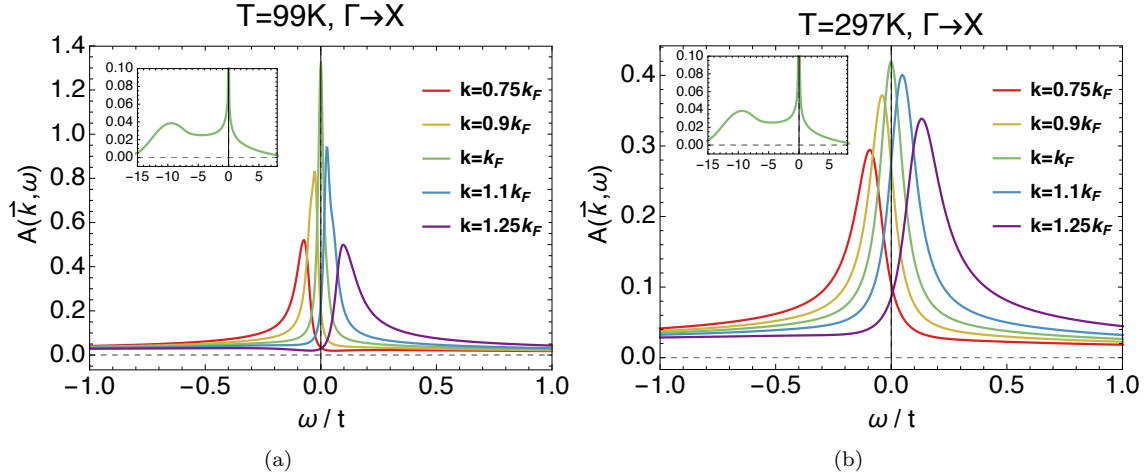 T=99K, Γ→X
1.4
1.2
1.0
0.8
0.6
0.4
0.2
0.0
A(k⃗,ω)
0.10
0.08
0.06
0.04
0.02
0.00
−15 −10 −5 0 5
k=0.75k_F
k=0.9k_F
k=k_F
k=1.1k_F
k=1.25k_F
−1.0 −0.5 0.0 0.5 1.0
ω / t
(a)
T=297K, Γ→X
0.4
0.3
0.2
0.1
0.0
A(k⃗,ω)
0.10
0.08
0.06
0.04
0.02
0.00
−15 −10 −5 0 5
k=0.75k_F
k=0.9k_F
k=k_F
k=1.1k_F
k=1.25k_F
−1.0 −0.5 0.0 0.5 1.0
ω / t
(b)